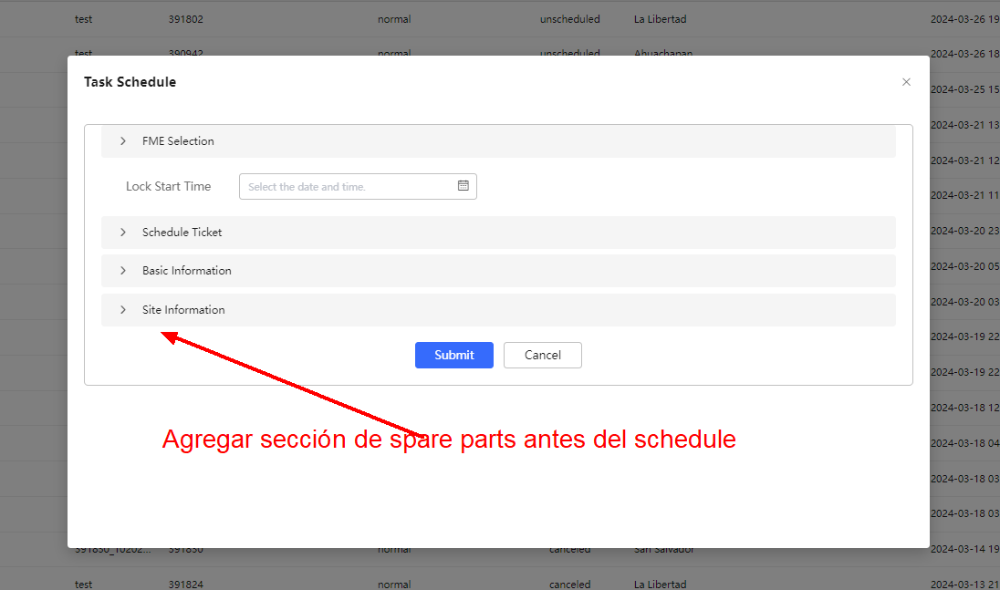 test 391802 normal unscheduled La Libertad 2024-03-26 19
test 390942 normal unscheduled Ahuachapan 2024-03-26 18
Task Schedule
2024-03-25 15
2024-03-21 13
FME Selection
2024-03-21 12
Lock Start Time Select the date and time.
2024-03-21 11
Schedule Ticket 2024-03-20 23
Basic Information 2024-03-20 05
Site Information 2024-03-20 03
2024-03-19 22
Submit Cancel
2024-03-19 22
2024-03-18 12
Agregar sección de spare parts antes del schedule 2024-03-18 04
2024-03-18 03
2024-03-18 03
391830_10202... 391830 normal canceled San Salvador 2024-03-14 19
test 391824 normal canceled La Libertad 2024-03-13 21